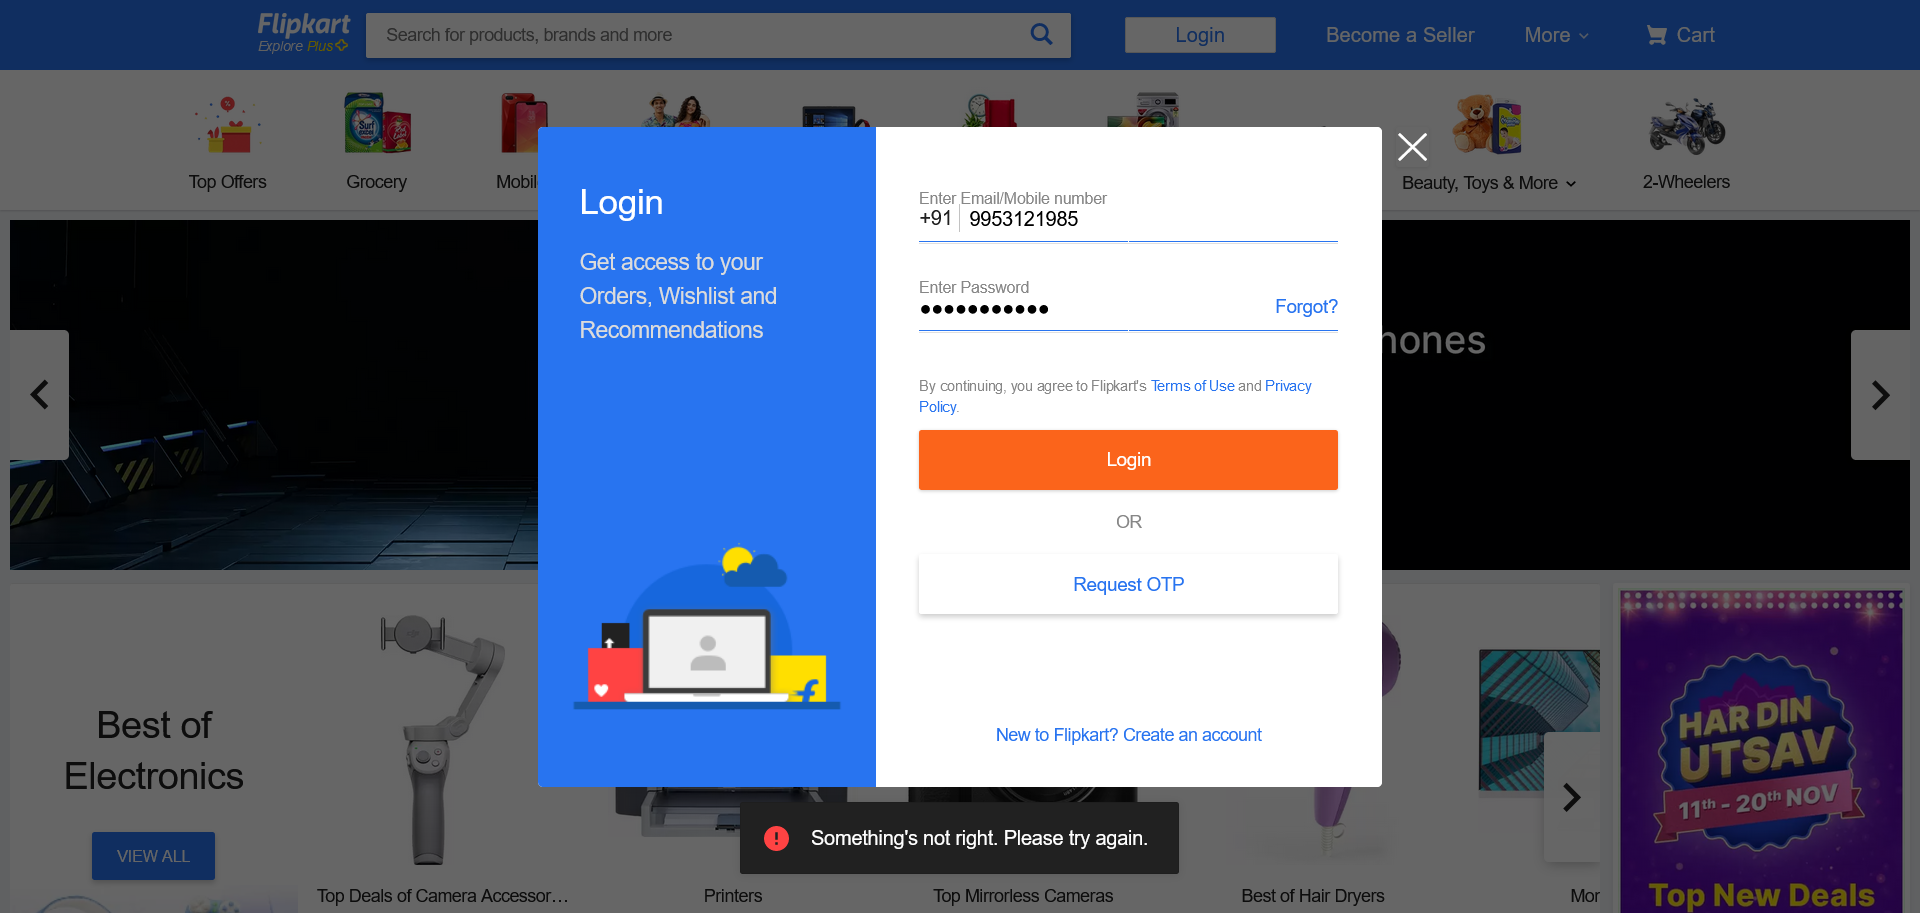 Flipkart
Explore Plus
Search for products, brands and more
Login
Become a Seller
More
Cart
Top Offers
Grocery
Mobil
Beauty, Toys & More
2-Wheelers
Login
Get access to your
Orders, Wishlist and
Recommendations
Enter Email/Mobile number
+91 9953121985
Enter Password
Forgot?
By continuing, you agree to Flipkart's Terms of Use and Privacy
Policy.
Login
OR
Request OTP
New to Flipkart? Create an account
hones
Best of
Electronics
VIEW ALL
Something's not right. Please try again.
Top Deals of Camera Accessor...
Printers
Top Mirrorless Cameras
Best of Hair Dryers
Mor
HAR DIN
UTSAV
11th - 20th NOV
Top New Deals